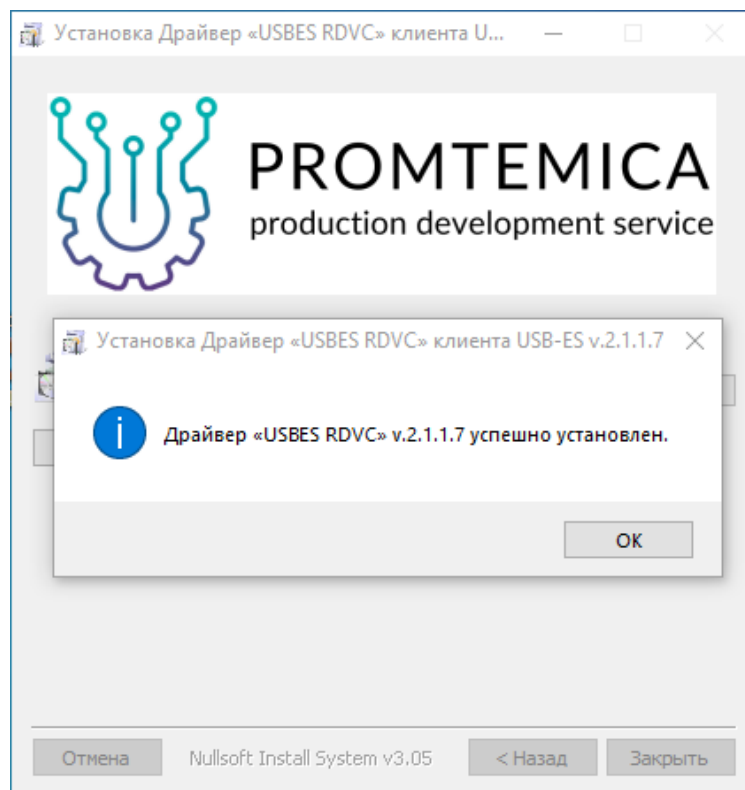 Установка Драйвер «USBES RDVC» клиента U...
PROMTEMICA
production development service
Установка Драйвер «USBES RDVC» клиента USB-ES v.2.1.1.7
Драйвер «USBES RDVC» v.2.1.1.7 успешно установлен.
ОК
Отмена
Nullsoft Install System v3.05
< Назад
Закрыть